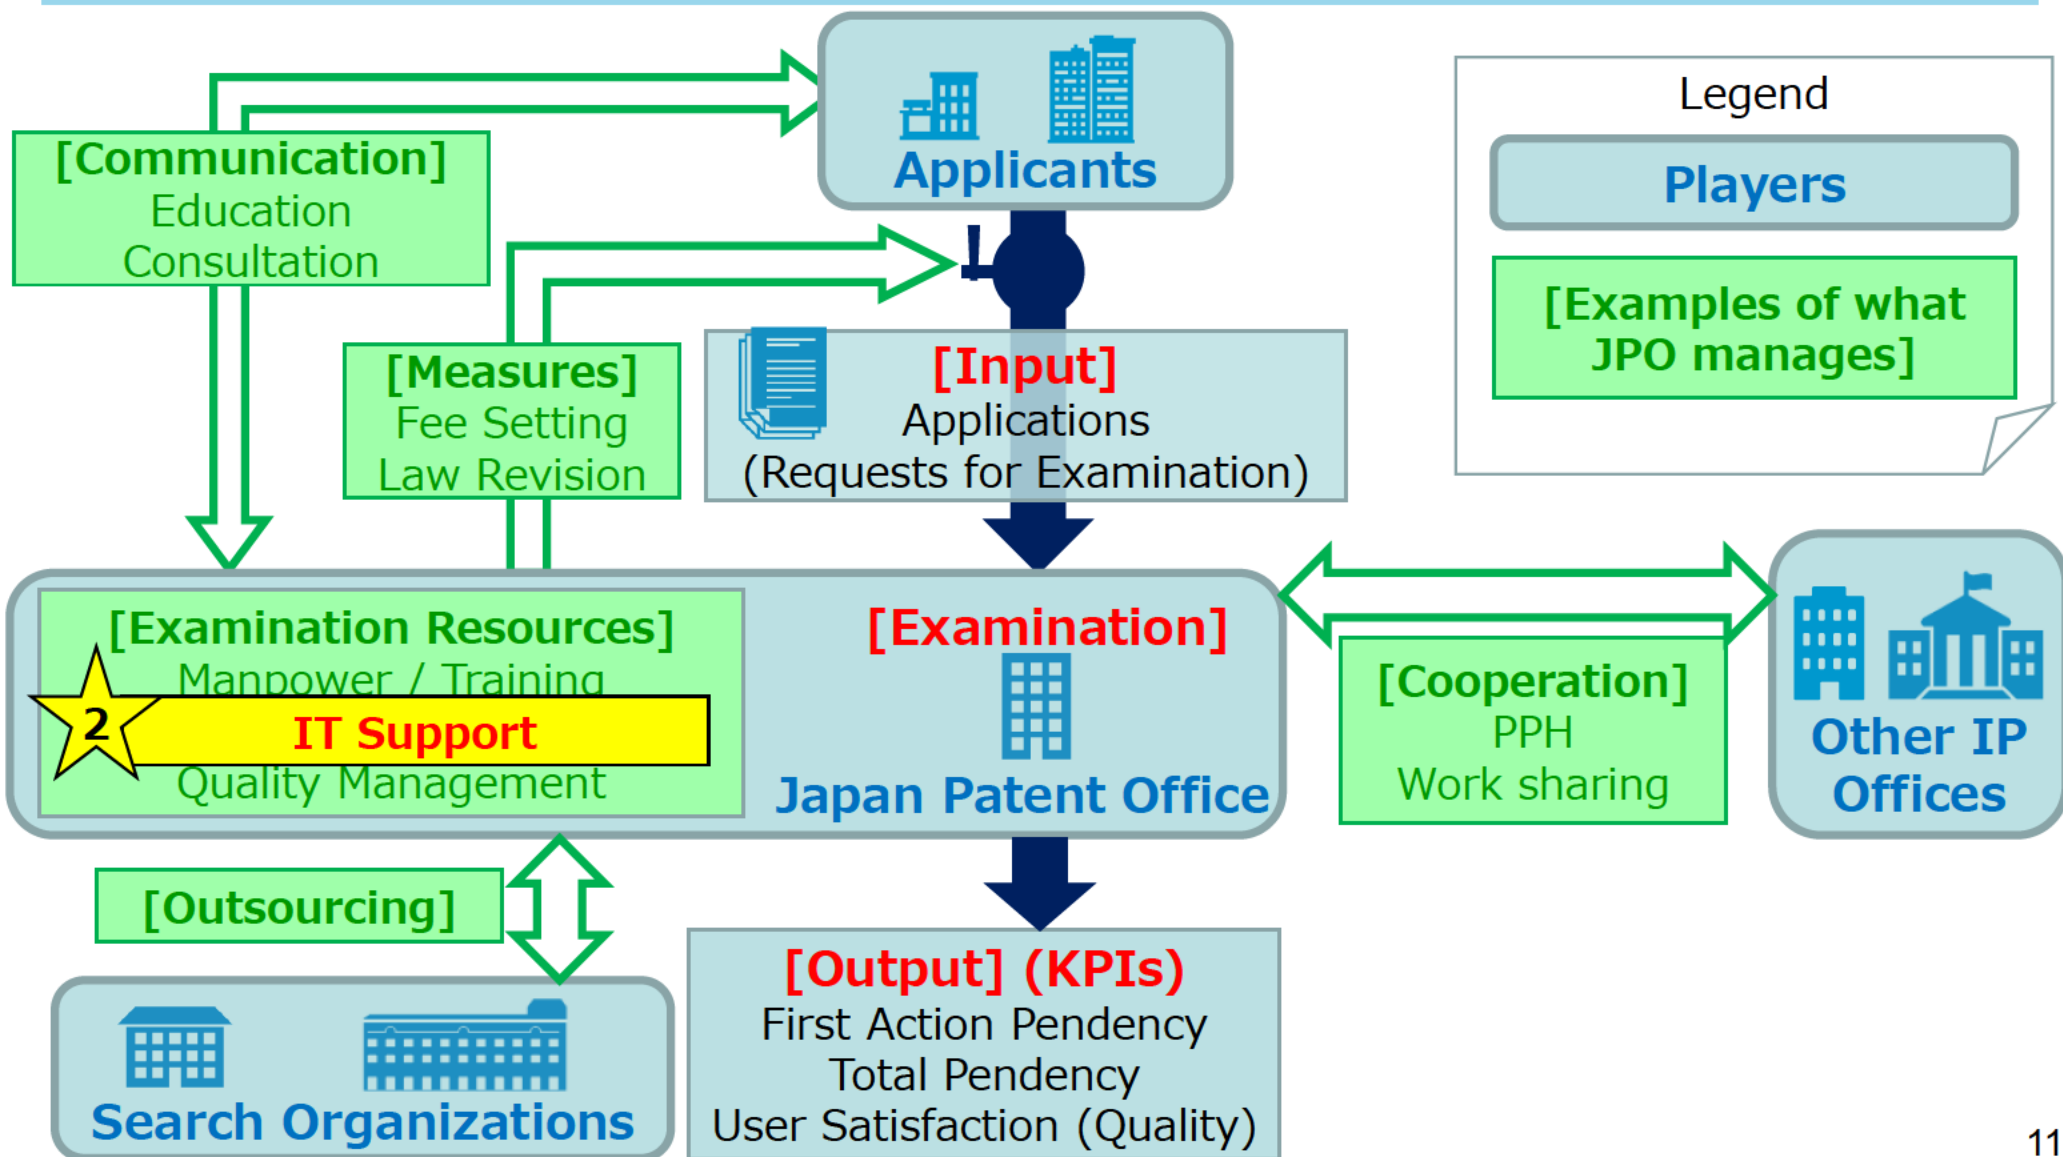 Applicants
Legend
Players
[Examples of what
JPO manages]
[Communication]
Education
Consultation
[Measures]
Fee Setting
Law Revision
[Input]
Applications
(Requests for Examination)
[Examination Resources]
Manpower / Training
2
IT Support
Quality Management
[Examination]
Japan Patent Office
[Cooperation]
PPH
Work sharing
Other IP
Offices
[Outsourcing]
Search Organizations
[Output] (KPIs)
First Action Pendency
Total Pendency
User Satisfaction (Quality)
11